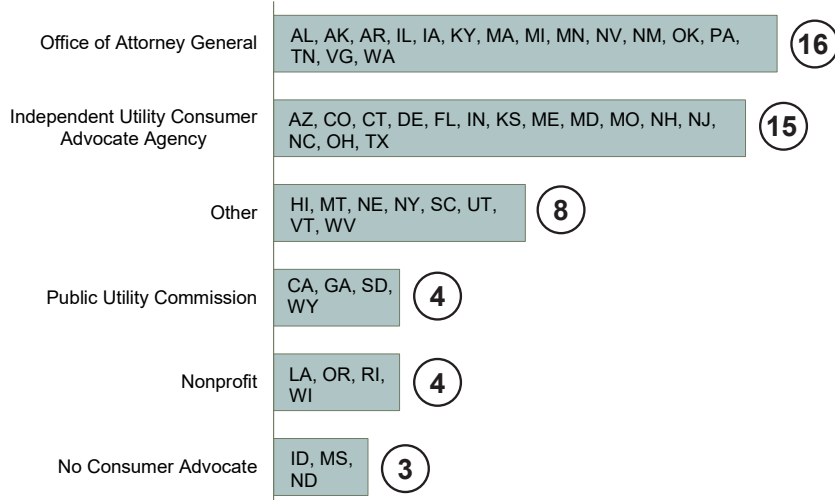 Office of Attorney General
AL, AK, AR, IL, IA, KY, MA, MI, MN, NV, NM, OK, PA,
TN, VG, WA
16
Independent Utility Consumer
Advocate Agency
AZ, CO, CT, DE, FL, IN, KS, ME, MD, MO, NH, NJ,
NC, OH, TX
15
Other
HI, MT, NE, NY, SC, UT,
VT, WV
8
Public Utility Commission
CA, GA, SD,
WY
4
Nonprofit
LA, OR, RI,
WI
4
No Consumer Advocate
ID, MS,
ND
3